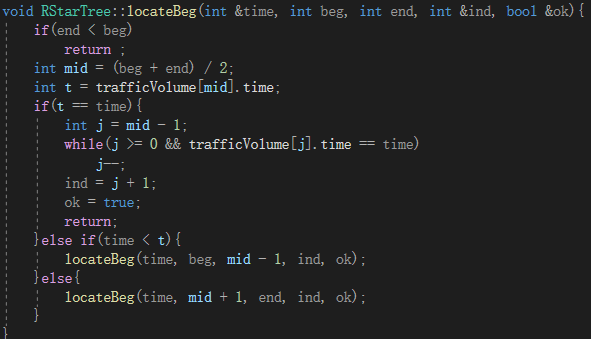 void RStarTree::locateBeg(int &time, int beg, int end, int &ind, bool &ok){
if(end < beg)
return ;
int mid = (beg + end) / 2;
int t = trafficVolume[mid].time;
if(t == time){
int j = mid - 1;
while(j >= 0 && trafficVolume[j].time == time)
j--;
ind = j + 1;
ok = true;
return;
}else if(time < t){
locateBeg(time, beg, mid - 1, ind, ok);
}else{
locateBeg(time, mid + 1, end, ind, ok);
}
}